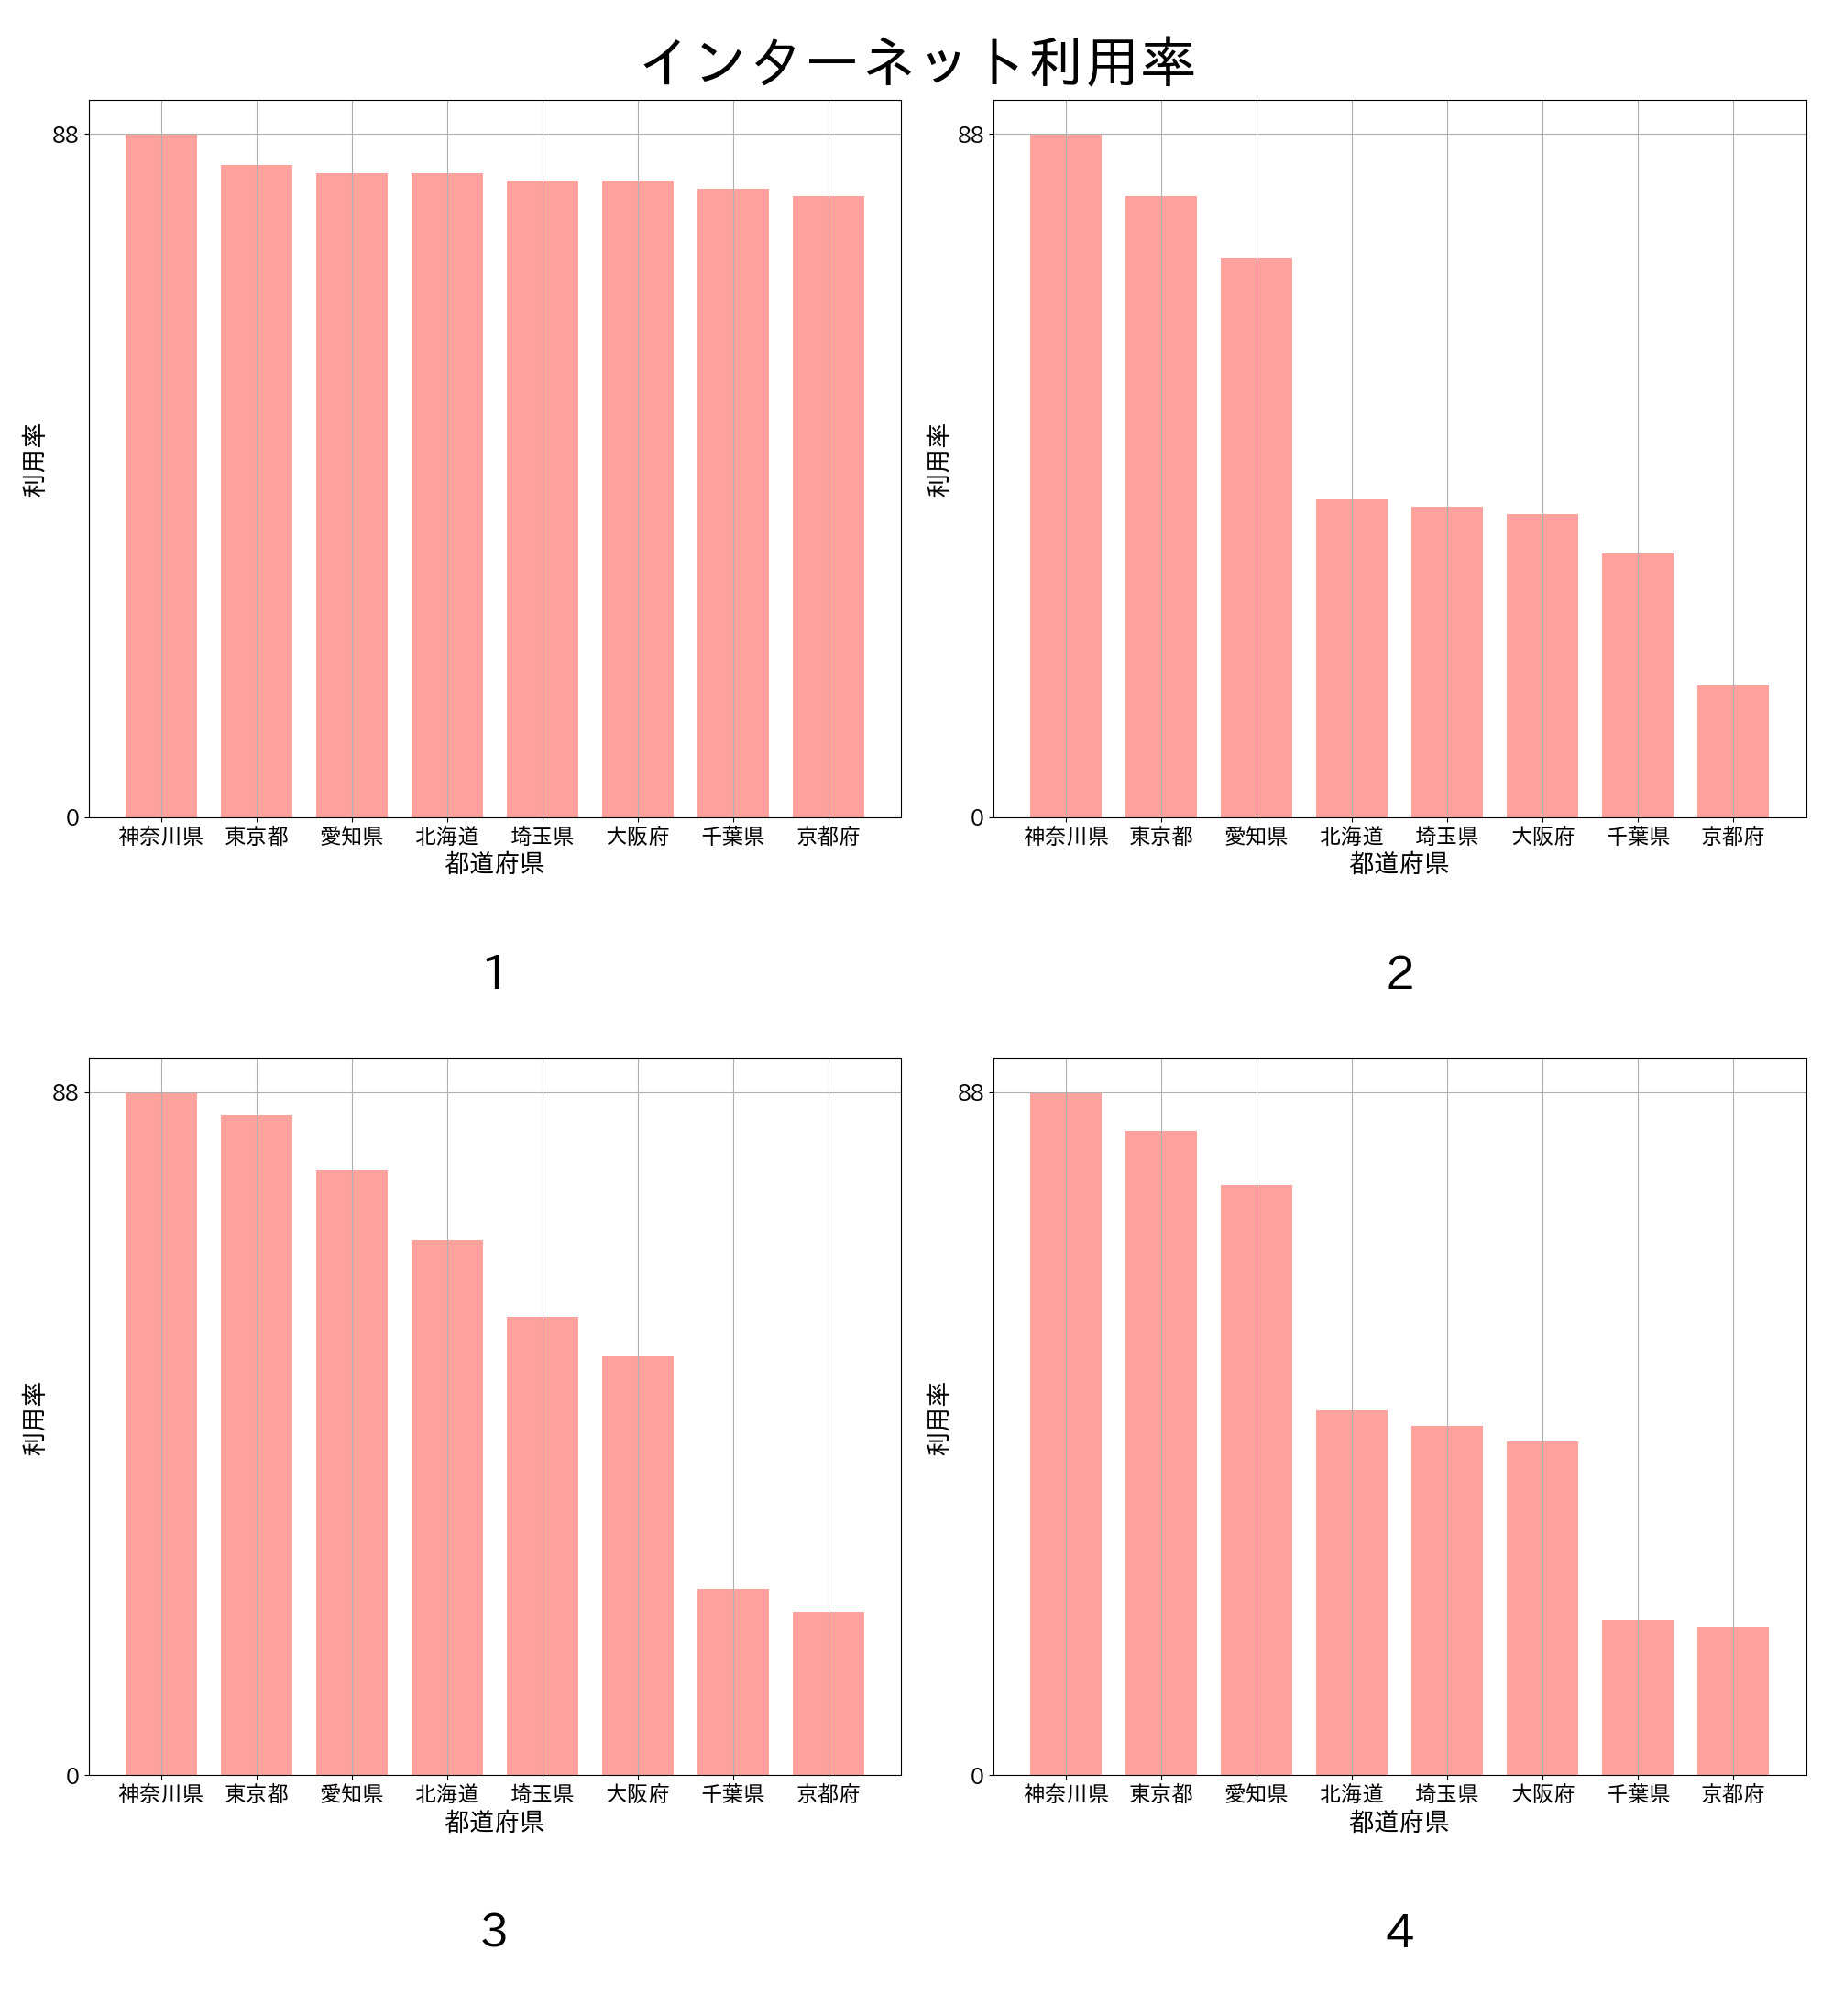 インターネット利用率
88
0
利用率
神奈川県 東京都 愛知県 北海道 埼玉県 大阪府 千葉県 京都府
都道府県
1
88
0
利用率
神奈川県 東京都 愛知県 北海道 埼玉県 大阪府 千葉県 京都府
都道府県
2
88
0
利用率
神奈川県 東京都 愛知県 北海道 埼玉県 大阪府 千葉県 京都府
都道府県
3
88
0
利用率
神奈川県 東京都 愛知県 北海道 埼玉県 大阪府 千葉県 京都府
都道府県
4